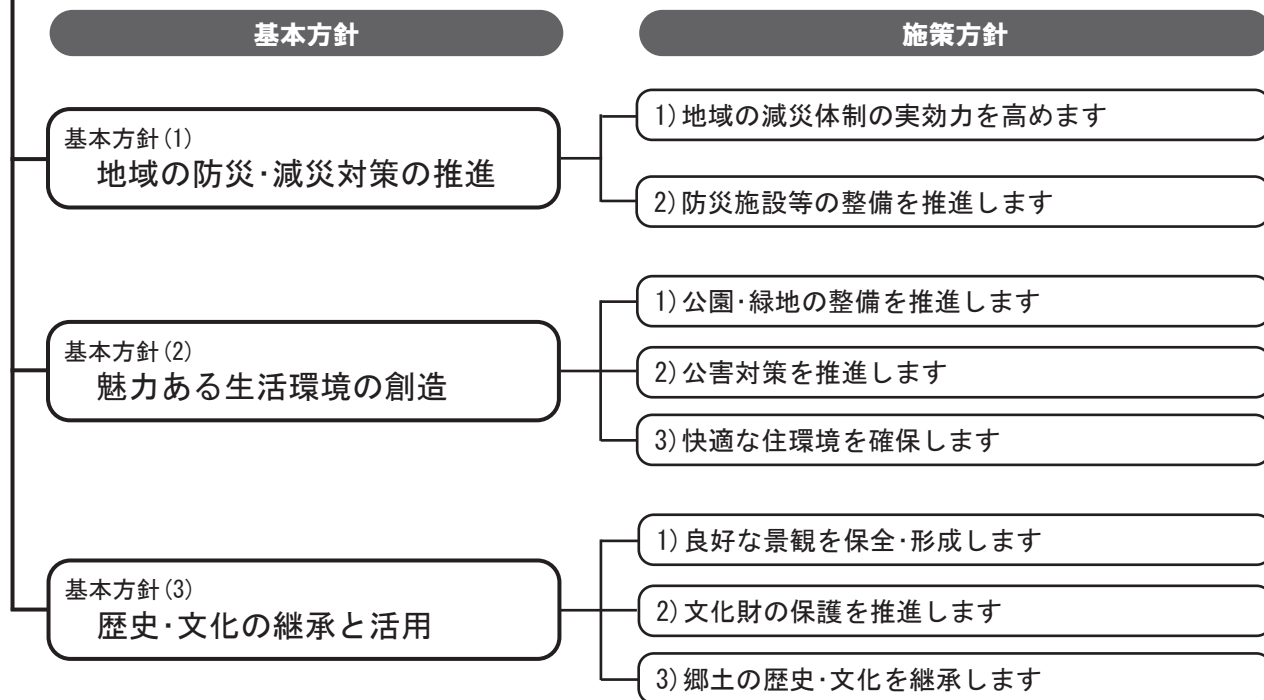 基本方針
施策方針
基本方針(1)
地域の防災・減災対策の推進
1)地域の減災体制の実効力を高めます
2)防災施設等の整備を推進します
基本方針(2)
魅力ある生活環境の創造
1)公園・緑地の整備を推進します
2)公害対策を推進します
3)快適な住環境を確保します
基本方針(3)
歴史・文化の継承と活用
1)良好な景観を保全・形成します
2)文化財の保護を推進します
3)郷土の歴史・文化を継承します